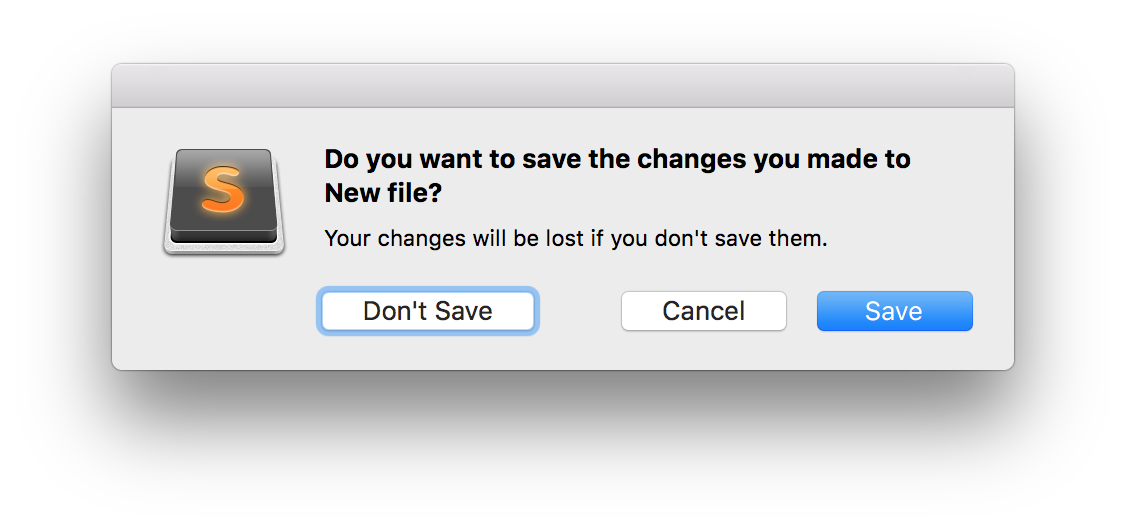 S
Do you want to save the changes you made to
New file?
Your changes will be lost if you don't save them.
Don't Save
Cancel
Save